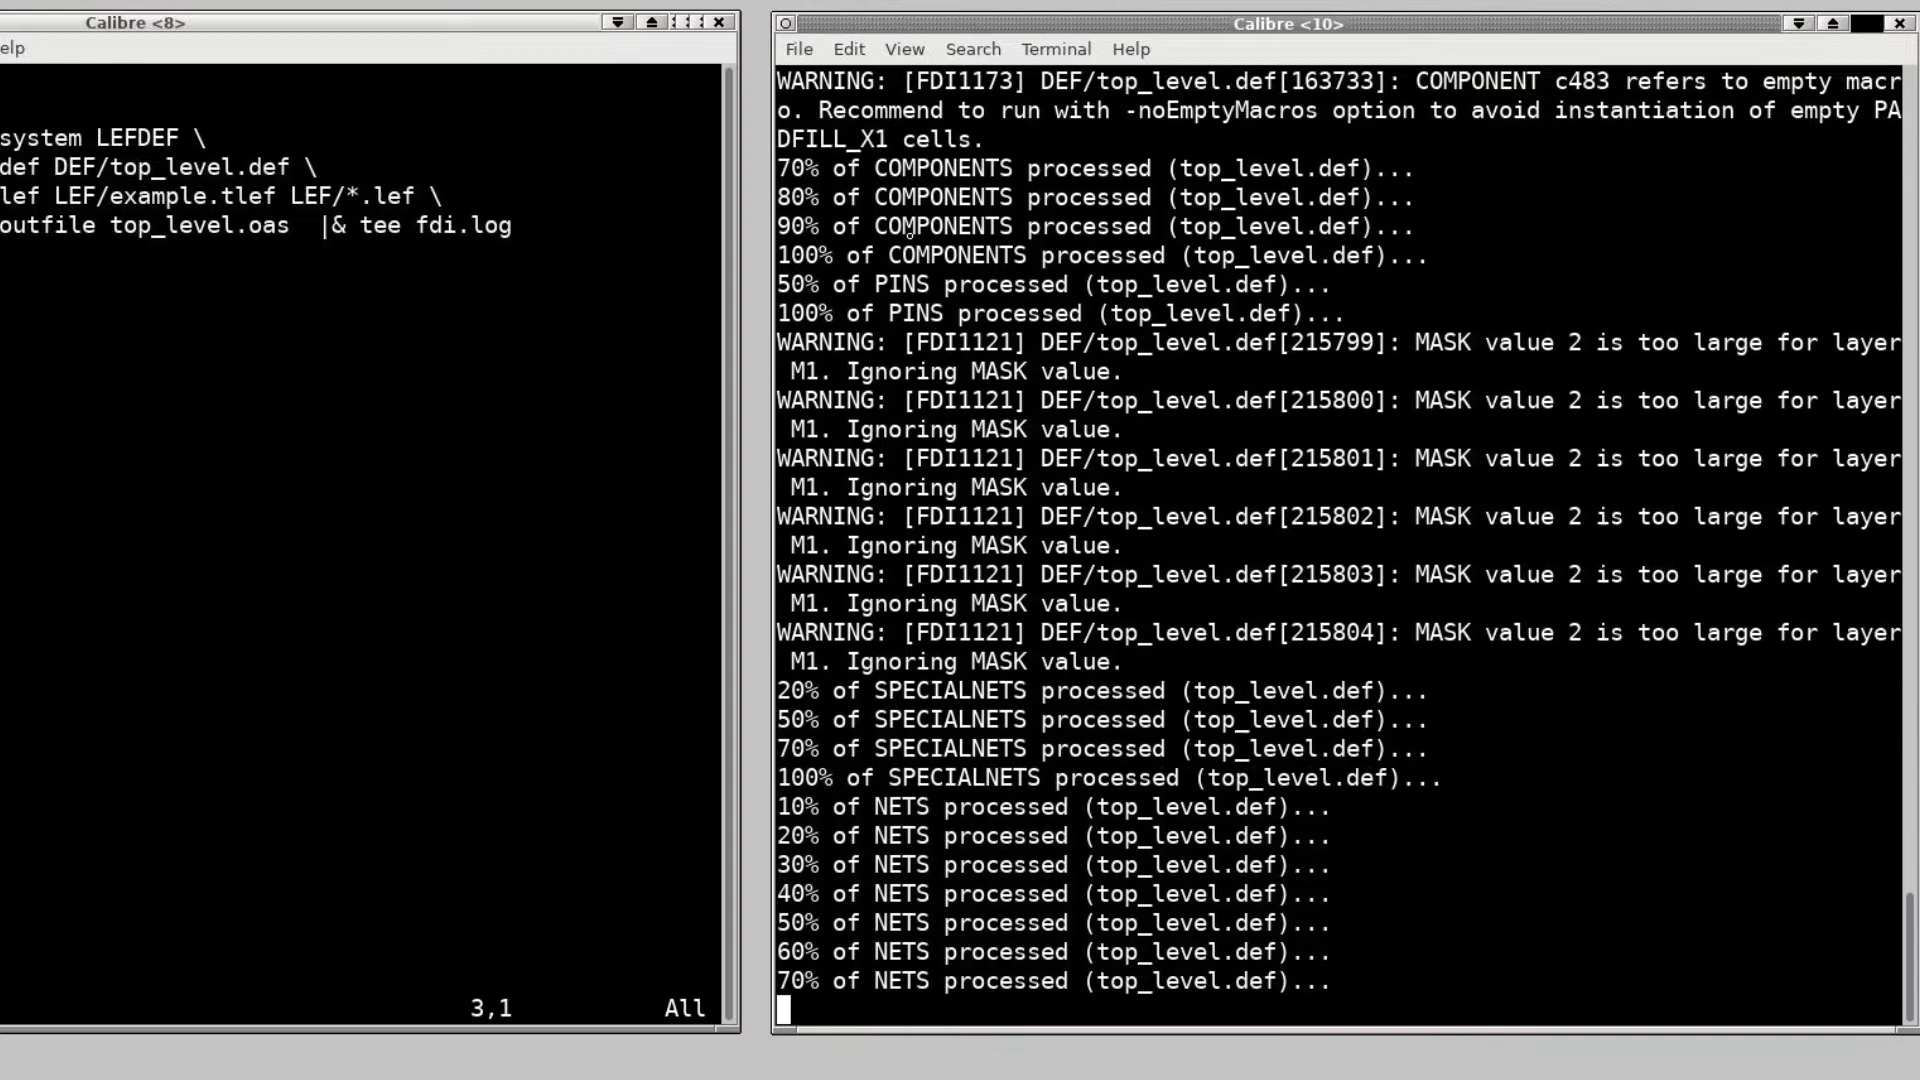 Calibre <8>
elp
system LEFDEF \
def DEF/top_level.def \
lef LEF/example.tlef LEF/*.lef \
outfile top_level.oas  |& tee fdi.log
3,1 All
Calibre <10>
File Edit View Search Terminal Help
WARNING: [FDI1173] DEF/top_level.def[163733]: COMPONENT c483 refers to empty macr
o. Recommend to run with -noEmptyMacros option to avoid instantiation of empty PA
DFILL_X1 cells.
70% of COMPONENTS processed (top_level.def)...
80% of COMPONENTS processed (top_level.def)...
90% of COMPONENTS processed (top_level.def)...
100% of COMPONENTS processed (top_level.def)...
50% of PINS processed (top_level.def)...
100% of PINS processed (top_level.def)...
WARNING: [FDI1121] DEF/top_level.def[215799]: MASK value 2 is too large for layer
 M1. Ignoring MASK value.
WARNING: [FDI1121] DEF/top_level.def[215800]: MASK value 2 is too large for layer
 M1. Ignoring MASK value.
WARNING: [FDI1121] DEF/top_level.def[215801]: MASK value 2 is too large for layer
 M1. Ignoring MASK value.
WARNING: [FDI1121] DEF/top_level.def[215802]: MASK value 2 is too large for layer
 M1. Ignoring MASK value.
WARNING: [FDI1121] DEF/top_level.def[215803]: MASK value 2 is too large for layer
 M1. Ignoring MASK value.
WARNING: [FDI1121] DEF/top_level.def[215804]: MASK value 2 is too large for layer
 M1. Ignoring MASK value.
20% of SPECIALNETS processed (top_level.def)...
50% of SPECIALNETS processed (top_level.def)...
70% of SPECIALNETS processed (top_level.def)...
100% of SPECIALNETS processed (top_level.def)...
10% of NETS processed (top_level.def)...
20% of NETS processed (top_level.def)...
30% of NETS processed (top_level.def)...
40% of NETS processed (top_level.def)...
50% of NETS processed (top_level.def)...
60% of NETS processed (top_level.def)...
70% of NETS processed (top_level.def)...